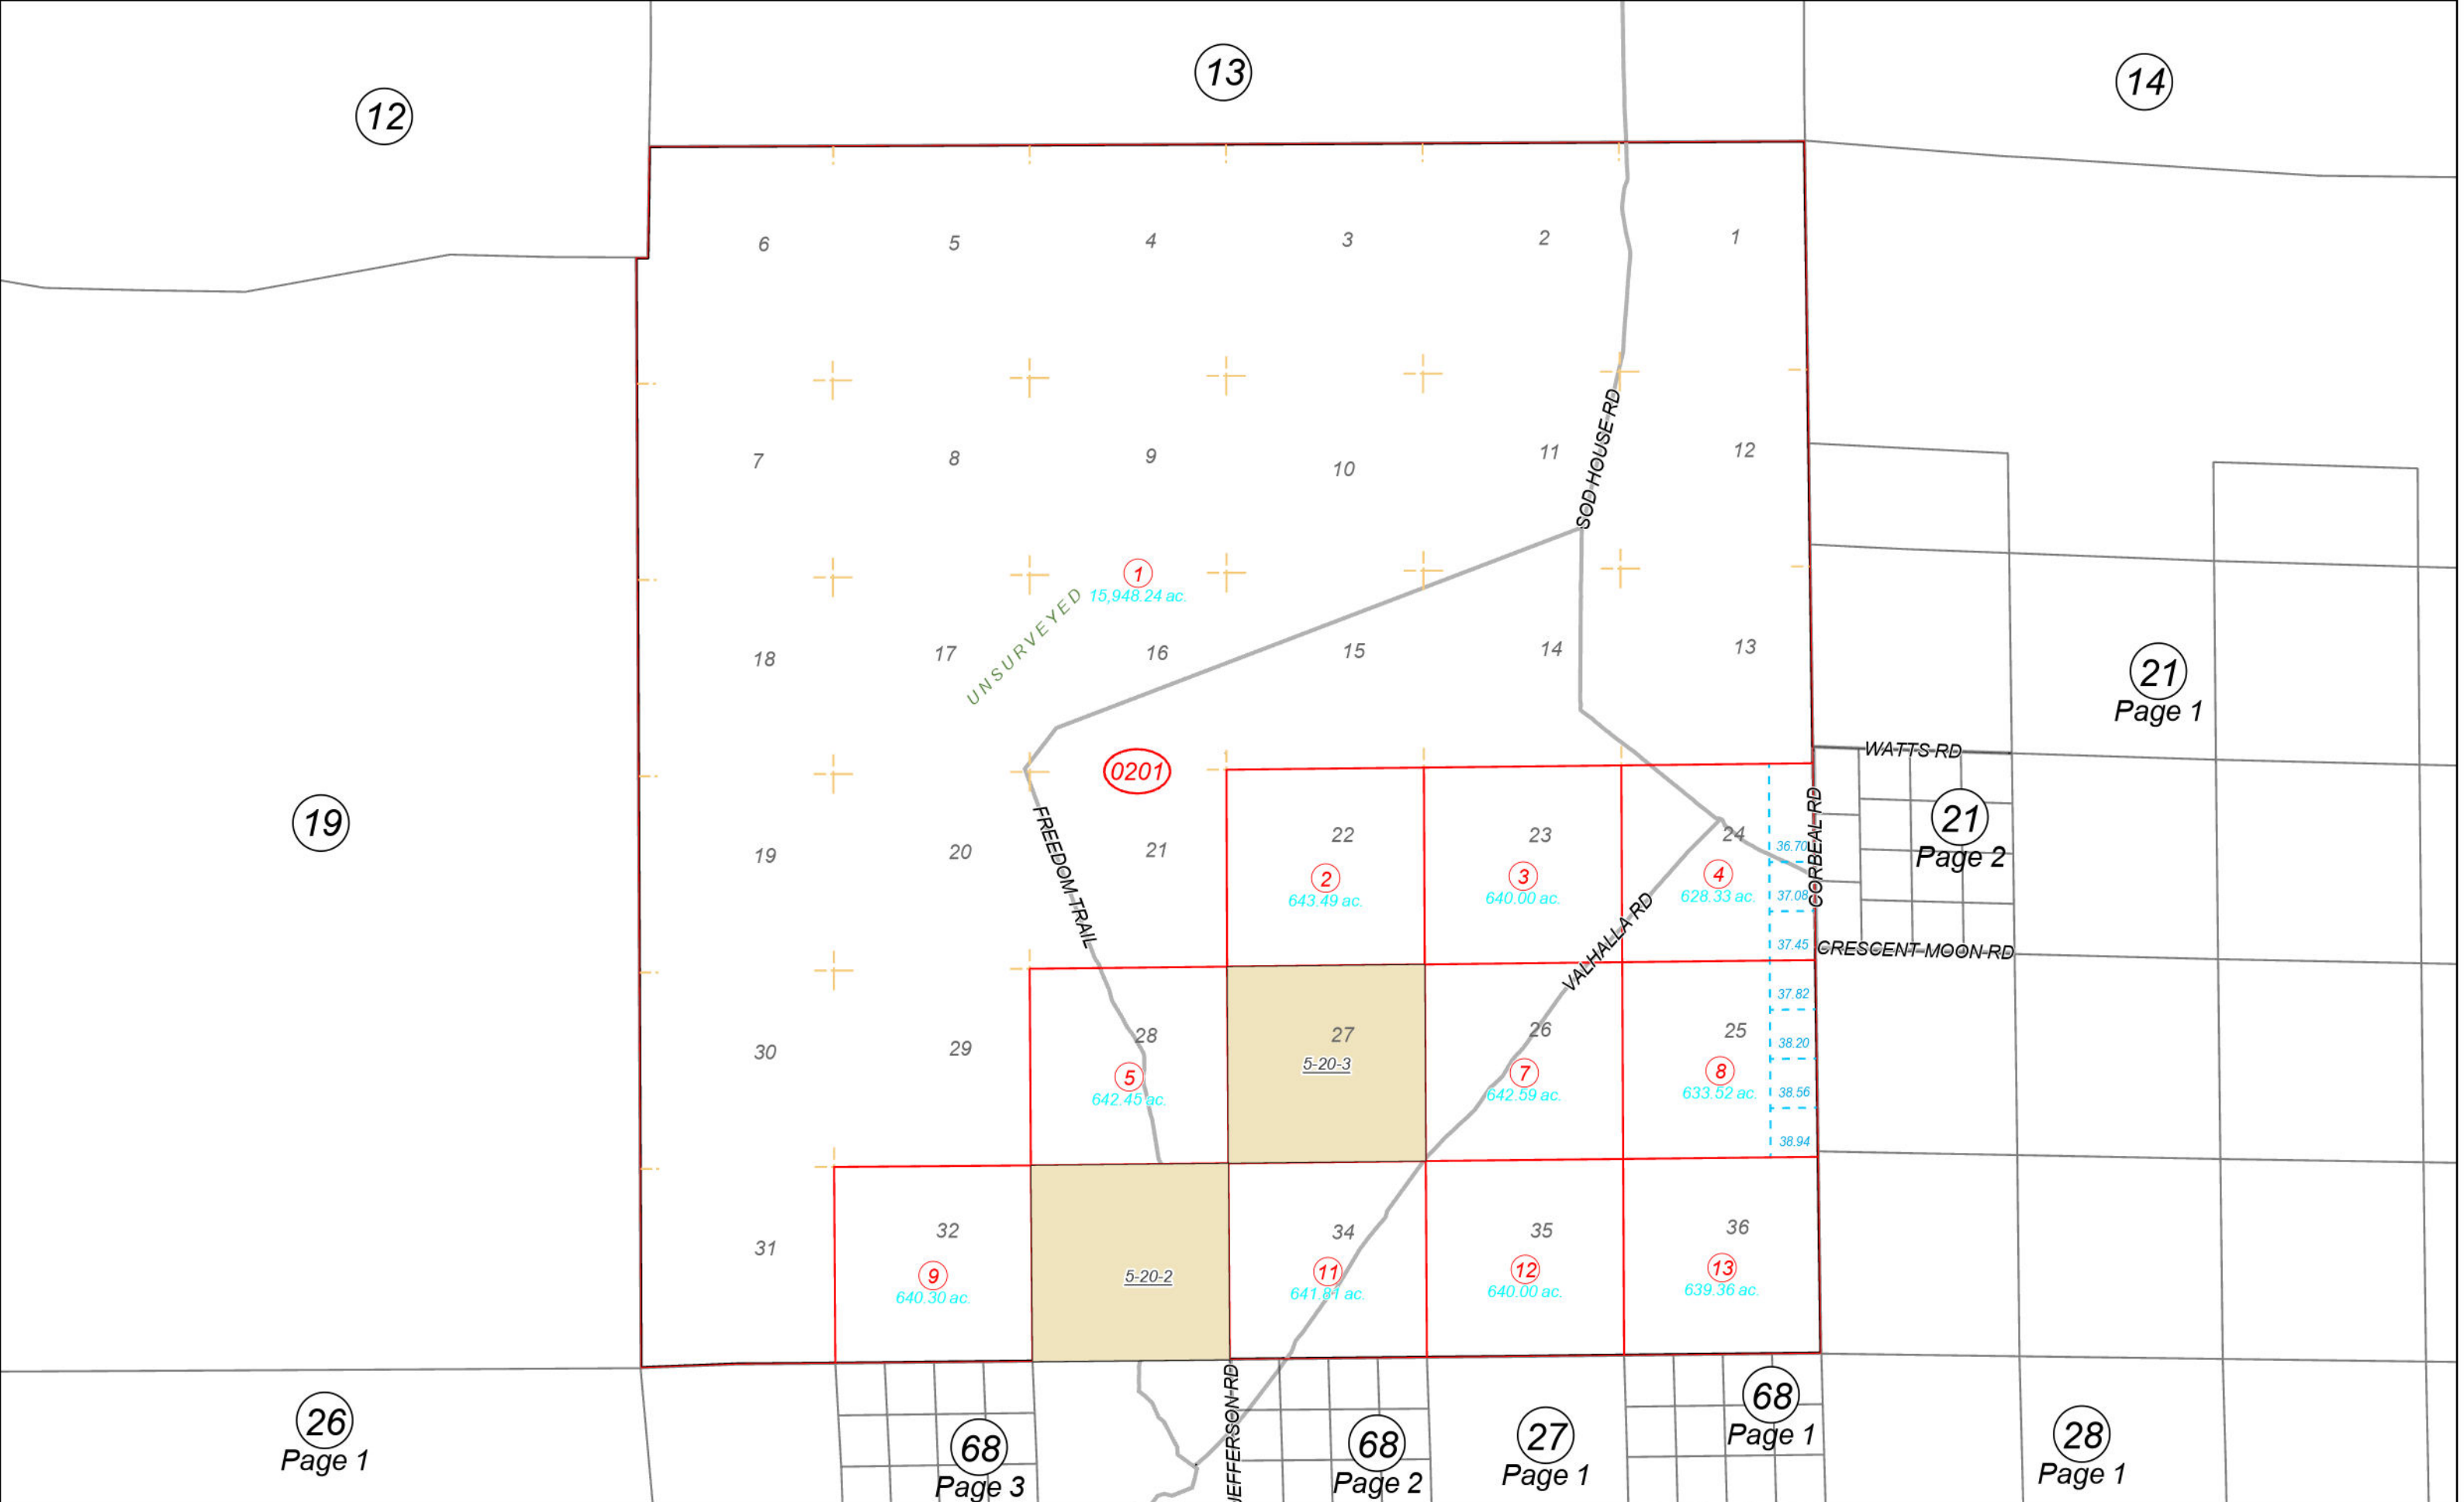 13
14
12
6
5
4
3
2
1
SOD HOUSE RD
7
8
9
10
11
12
1
15,948.24 ac.
UNSURVEYED
18
17
16
15
14
13
21
Page 1
WATTS RD
0201
19
FREEDOM TRAIL
CORBEAL RD
21
Page 2
19
20
21
22
23
24
36.70
2
643.49 ac.
3
640.00 ac.
4
628.33 ac.
37.08
VALHALLA RD
37.45
CRESCENT MOON RD
37.82
30
29
28
27
26
25
38.20
5-20-3
5
642.45 ac.
7
642.59 ac.
8
633.52 ac.
38.56
38.94
31
32
34
35
36
9
640.30 ac.
5-20-2
11
641.81 ac.
12
640.00 ac.
13
639.36 ac.
JEFFERSON RD
26
Page 1
68
Page 3
68
Page 2
27
Page 1
68
Page 1
28
Page 1